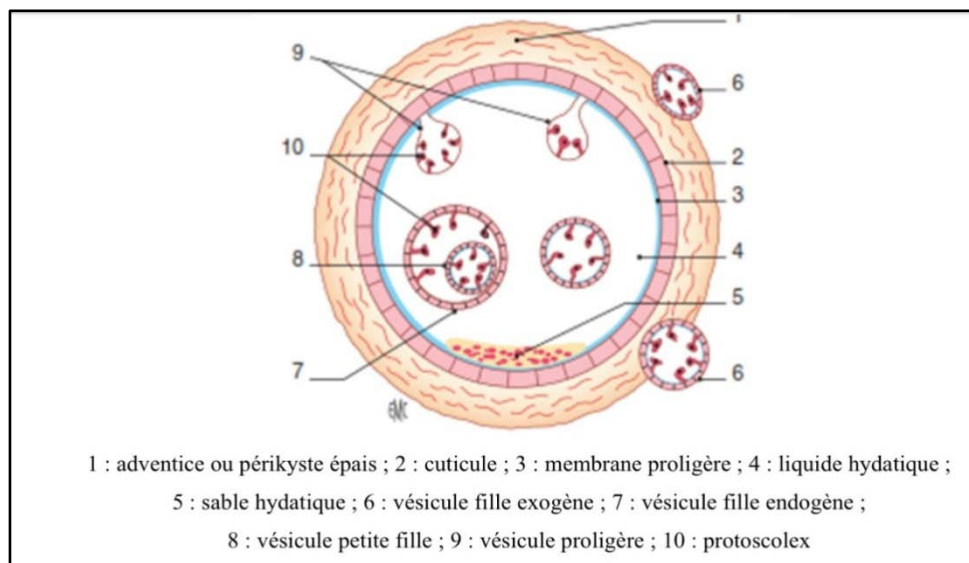 1
9
6
10
2
3
8
4
5
7
6
EMC
1 : adventice ou périkyste épais ; 2 : cuticule ; 3 : membrane proligère ; 4 : liquide hydatique ;
5 : sable hydatique ; 6 : vésicule fille exogène ; 7 : vésicule fille endogène ;
8 : vésicule petite fille ; 9 : vésicule proligère ; 10 : protoscolex